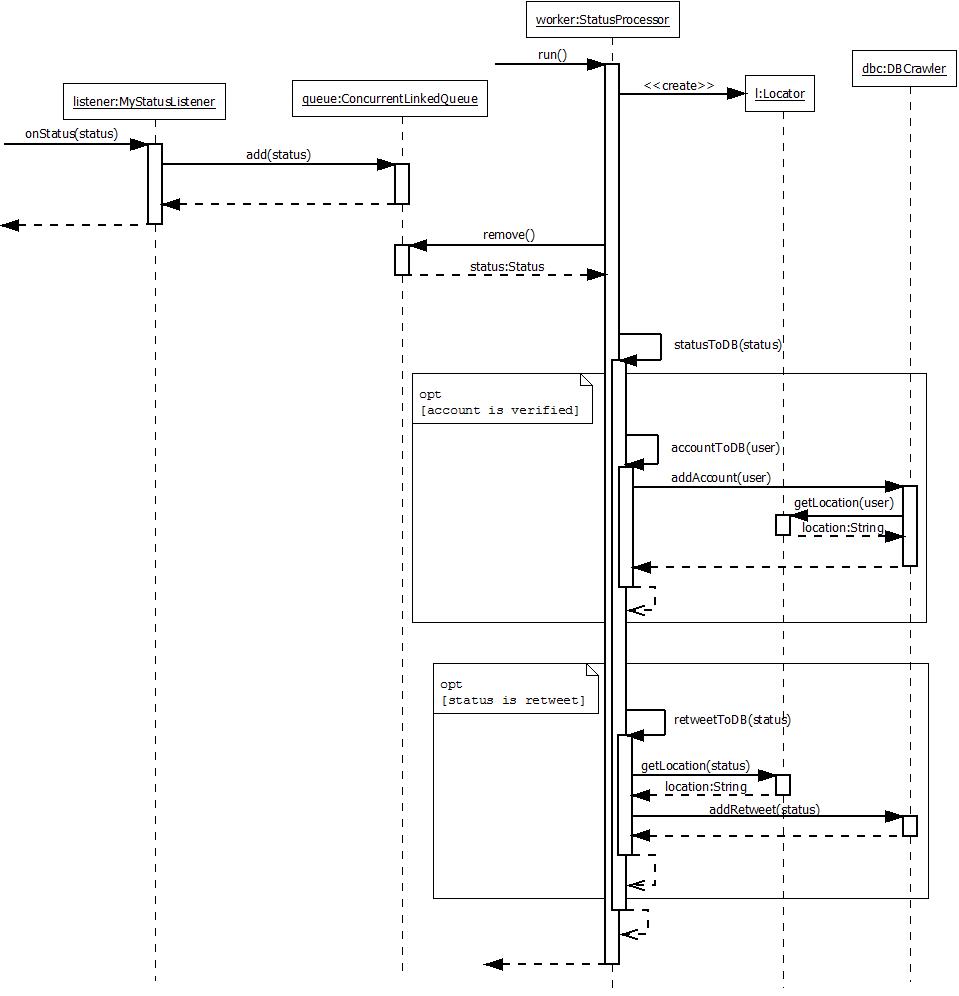 worker:StatusProcessor
run()
dbc:DBCrawler
<<create>>
l:Locator
listener:MyStatusListener
queue:ConcurrentLinkedQueue
onStatus(status)
add(status)
remove()
status:Status
statusToDB(status)
opt
[account is verified]
accountToDB(user)
addAccount(user)
getLocation(user)
location:String
opt
[status is retweet]
retweetToDB(status)
getLocation(status)
location:String
addRetweet(status)